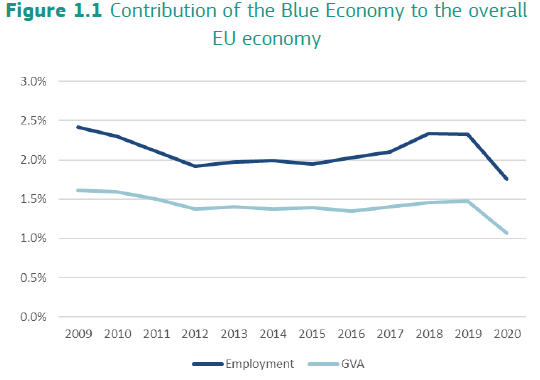 Figure 1.1 Contribution of the Blue Economy to the overall
EU economy
3.0%
2.5%
2.0%
1.5%
1.0%
0.5%
0.0%
2009 2010 2011 2012 2013 2014 2015 2016 2017 2018 2019 2020
Employment GVA